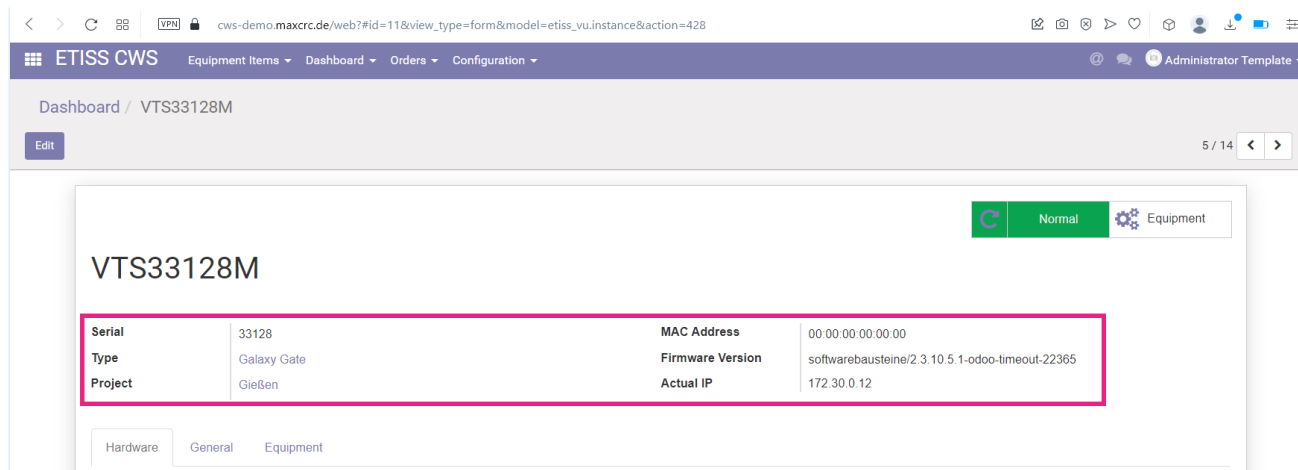 VPN cws-demo.maxcrc.de/web?#id=11&view_type=form&model=etiss_vu.instance&action=428
ETISS CWS Equipment Items Dashboard Orders Configuration @ Administrator Template
Dashboard / VTS33128M
Edit 5 / 14
Normal Equipment
VTS33128M
Serial 33128 MAC Address 00:00:00:00:00:00
Type Galaxy Gate Firmware Version softwarebausteine/2.3.10.5.1-odoo-timeout-22365
Project Gießen Actual IP 172.30.0.12
Hardware General Equipment